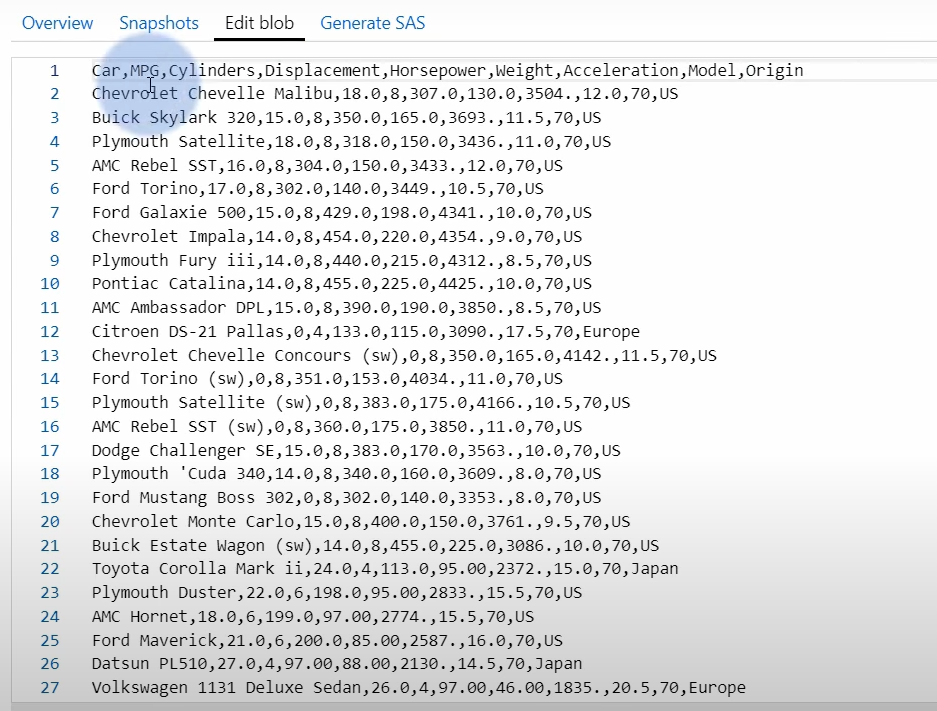 Overview Snapshots Edit blob Generate SAS
1 Car,MPG,Cylinders,Displacement,Horsepower,Weight,Acceleration,Model,Origin
2 Chevrolet Chevelle Malibu,18.0,8,307.0,130.0,3504.,12.0,70,US
3 Buick Skylark 320,15.0,8,350.0,165.0,3693.,11.5,70,US
4 Plymouth Satellite,18.0,8,318.0,150.0,3436.,11.0,70,US
5 AMC Rebel SST,16.0,8,304.0,150.0,3433.,12.0,70,US
6 Ford Torino,17.0,8,302.0,140.0,3449.,10.5,70,US
7 Ford Galaxie 500,15.0,8,429.0,198.0,4341.,10.0,70,US
8 Chevrolet Impala,14.0,8,454.0,220.0,4354.,9.0,70,US
9 Plymouth Fury iii,14.0,8,440.0,215.0,4312.,8.5,70,US
10 Pontiac Catalina,14.0,8,455.0,225.0,4425.,10.0,70,US
11 AMC Ambassador DPL,15.0,8,390.0,190.0,3850.,8.5,70,US
12 Citroen DS-21 Pallas,0,4,133.0,115.0,3090.,17.5,70,Europe
13 Chevrolet Chevelle Concours (sw),0,8,350.0,165.0,4142.,11.5,70,US
14 Ford Torino (sw),0,8,351.0,153.0,4034.,11.0,70,US
15 Plymouth Satellite (sw),0,8,383.0,175.0,4166.,10.5,70,US
16 AMC Rebel SST (sw),0,8,360.0,175.0,3850.,11.0,70,US
17 Dodge Challenger SE,15.0,8,383.0,170.0,3563.,10.0,70,US
18 Plymouth 'Cuda 340,14.0,8,340.0,160.0,3609.,8.0,70,US
19 Ford Mustang Boss 302,0,8,302.0,140.0,3353.,8.0,70,US
20 Chevrolet Monte Carlo,15.0,8,400.0,150.0,3761.,9.5,70,US
21 Buick Estate Wagon (sw),14.0,8,455.0,225.0,3086.,10.0,70,US
22 Toyota Corolla Mark ii,24.0,4,113.0,95.00,2372.,15.0,70,Japan
23 Plymouth Duster,22.0,6,198.0,95.00,2833.,15.5,70,US
24 AMC Hornet,18.0,6,199.0,97.00,2774.,15.5,70,US
25 Ford Maverick,21.0,6,200.0,85.00,2587.,16.0,70,US
26 Datsun PL510,27.0,4,97.00,88.00,2130.,14.5,70,Japan
27 Volkswagen 1131 Deluxe Sedan,26.0,4,97.00,46.00,1835.,20.5,70,Europe